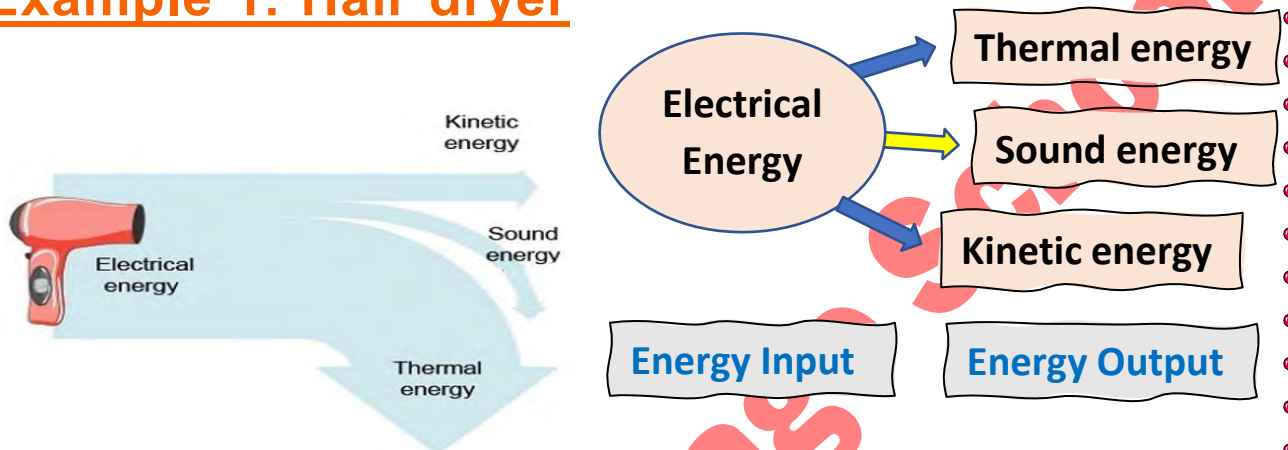 Example 1: Hair dryer
Kinetic
energy
Sound
energy
Electrical
energy
Thermal
energy
Electrical
Energy
Thermal energy
Sound energy
Kinetic energy
Energy Input
Energy Output